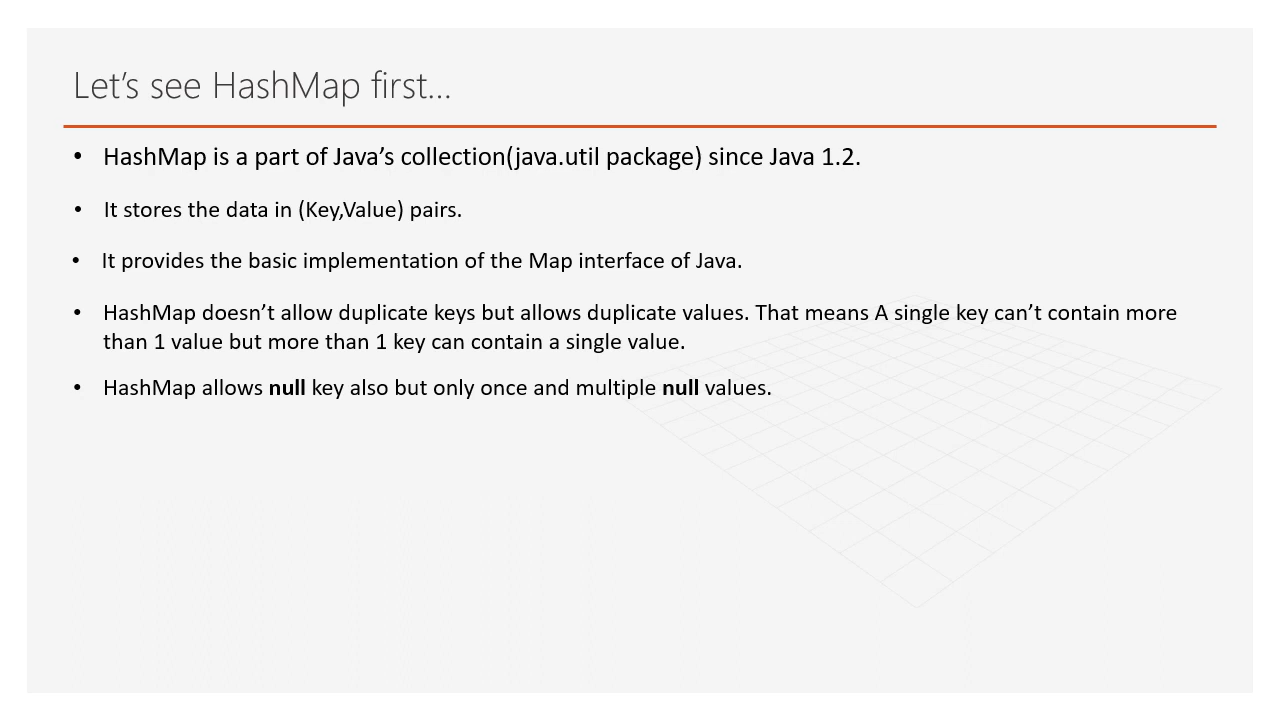 Let’s see HashMap first...
• HashMap is a part of Java’s collection(java.util package) since Java 1.2.
• It stores the data in (Key,Value) pairs.
• It provides the basic implementation of the Map interface of Java.
• HashMap doesn’t allow duplicate keys but allows duplicate values. That means A single key can’t contain more
than 1 value but more than 1 key can contain a single value.
• HashMap allows null key also but only once and multiple null values.